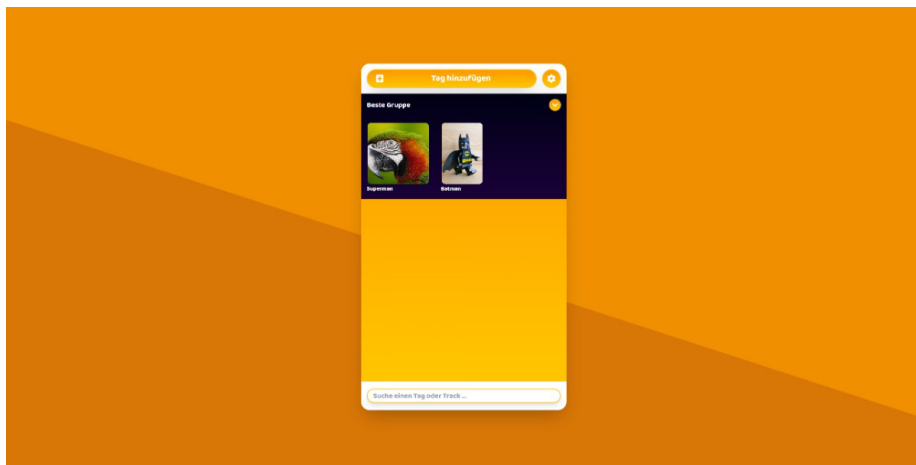 Tag hinzufügen
Beste Gruppe
Superman
Batman
Suche einen Tag oder Track ...